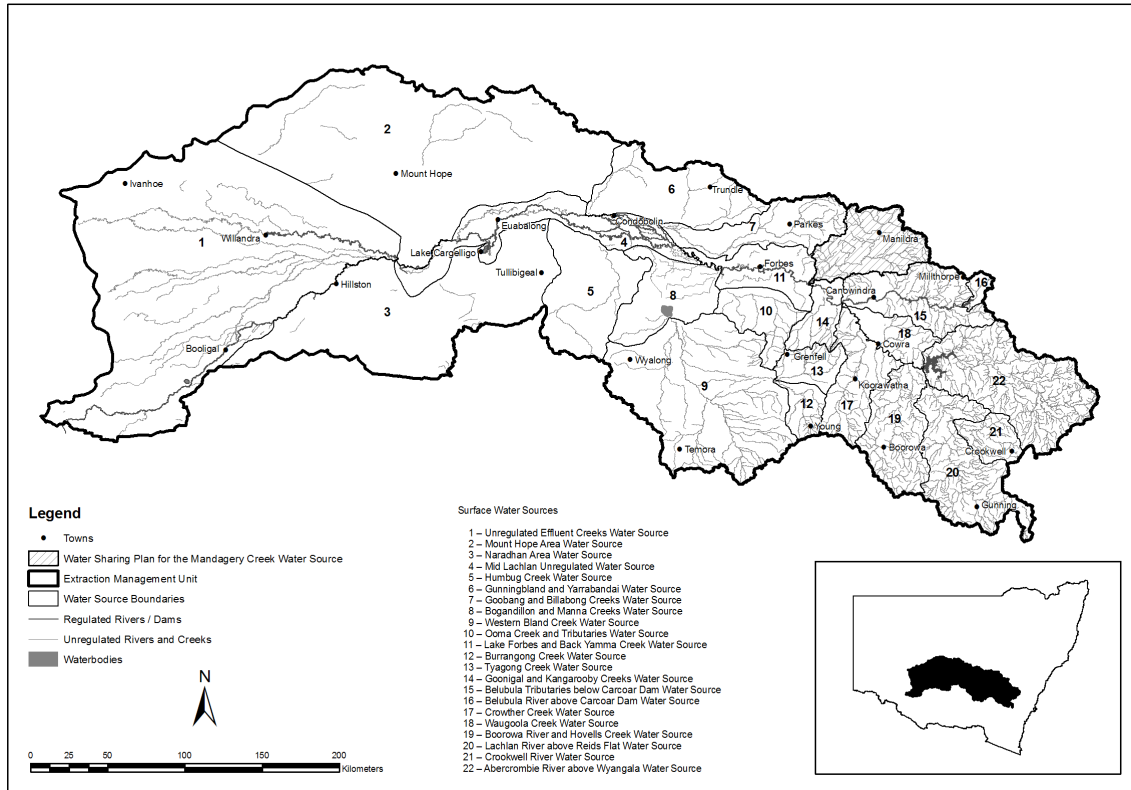 2
Mount Hope
Ivanhoe
6
Trundle
Condobolin
7
Parkes
Euabalong
1
Willandra
4
Manildra
Lake Cargelligo
Forbes
Millthorpe
16
Tullibigeal
11
Canowindra
Hillston
5
8
10
15
3
14
18
Cowra
Booligal
Wyalong
Grenfell
13
22
9
Koorawatha
12
17
19
Young
21
Temora
Boorowa
Crookwell
20
Gunning
Legend
Towns
Water Sharing Plan for the Mandagery Creek Water Source
Extraction Management Unit
Water Source Boundaries
Regulated Rivers / Dams
Unregulated Rivers and Creeks
Waterbodies
N
0 25 50 100 150 200
Kilometers
Surface Water Sources
1 – Unregulated Effluent Creeks Water Source
2 – Mount Hope Area Water Source
3 – Naradhan Area Water Source
4 – Mid Lachlan Unregulated Water Source
5 – Humbug Creek Water Source
6 – Gunningbland and Yarrabandai Water Source
7 – Goobang and Billabong Creeks Water Source
8 – Bogandillon and Manna Creeks Water Source
9 – Western Bland Creek Water Source
10 – Ooma Creek and Tributaries Water Source
11 – Lake Forbes and Back Yamma Creek Water Source
12 – Burrangong Creek Water Source
13 – Tyagong Creek Water Source
14 – Goonigal and Kangarooby Creeks Water Source
15 – Belubula Tributaries below Carcoar Dam Water Source
16 – Belubula River above Carcoar Dam Water Source
17 – Crowther Creek Water Source
18 – Waugoola Creek Water Source
19 – Boorowa River and Hovells Creek Water Source
20 – Lachlan River above Reids Flat Water Source
21 – Crookwell River Water Source
22 – Abercrombie River above Wyangala Water Source